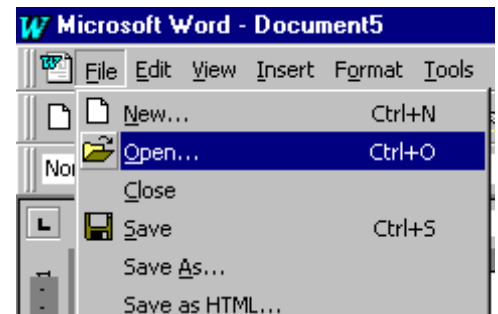 Microsoft Word - Document5
File Edit View Insert Format Tools
New... Ctrl+N
Open... Ctrl+O
Close
Save Ctrl+S
Save As...
Save as HTML...